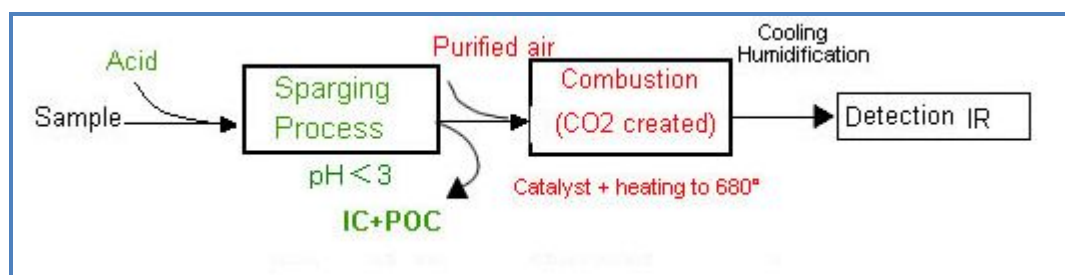 Acid
Sample
Sparging
Process
pH < 3
IC+POC
Purified air
Combustion
(CO2 created)
Catalyst + heating to 680°
Cooling
Humidification
Detection IR